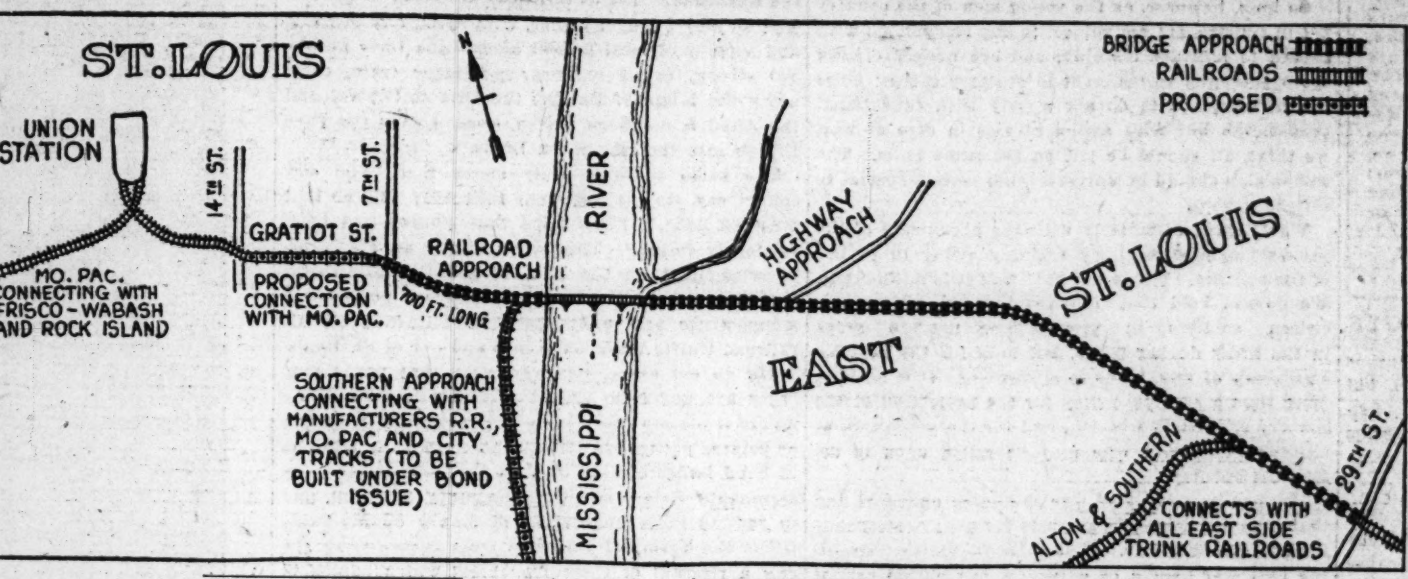 ST. LOUIS
N
BRIDGE APPROACH
RAILROADS
PROPOSED
UNION
STATION
14TH ST.
7TH ST.
RIVER
GRATIOT ST.
RAILROAD
APPROACH
HIGHWAY
APPROACH
ST. LOUIS
MO. PAC.
CONNECTING WITH
FRISCO-WABASH
AND ROCK ISLAND
PROPOSED
CONNECTION
WITH MO. PAC.
700 FT. LONG
EAST
SOUTHERN APPROACH
CONNECTING WITH
MANUFACTURERS R.R.,
MO. PAC AND CITY
TRACKS (TO BE
BUILT UNDER BOND
ISSUE)
MISSISSIPPI
ALTON & SOUTHERN
29TH ST.
CONNECTS WITH
ALL EAST SIDE
TRUNK RAILROADS